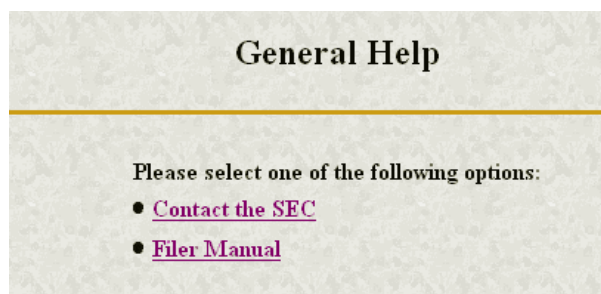 General Help
Please select one of the following options:
Contact the SEC
Filer Manual